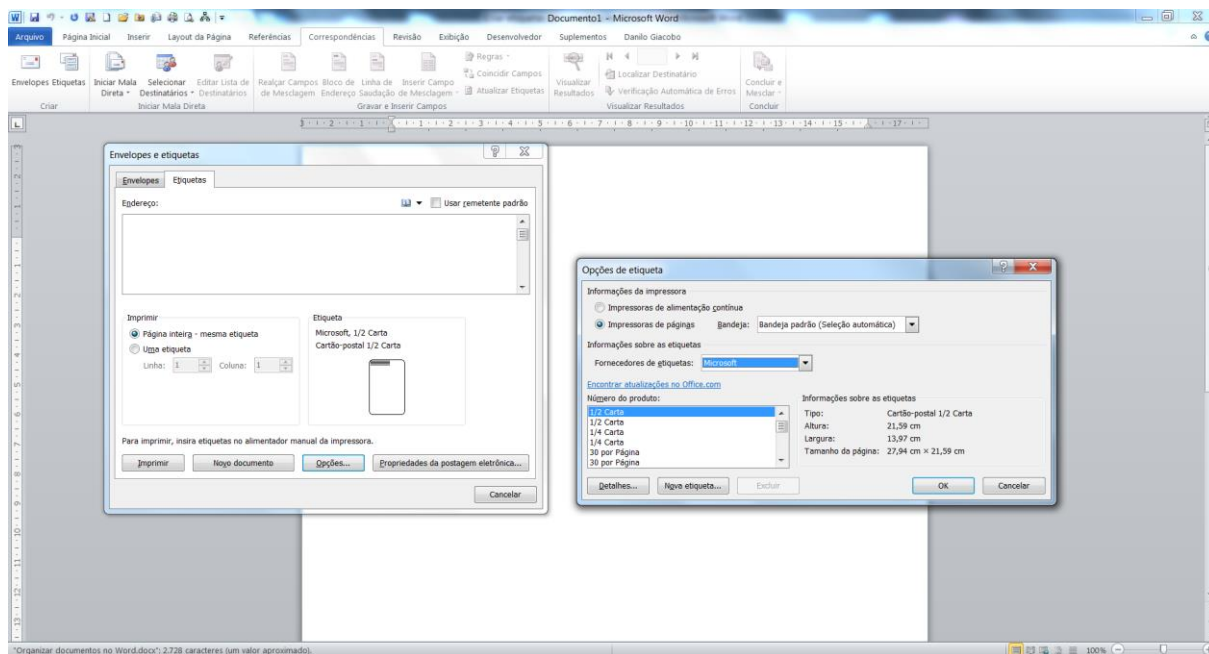 Documento1 - Microsoft Word
Arquivo Página Inicial Inserir Layout da Página Referências Correspondências Revisão Exibição Desenvolvedor Suplementos Danilo Giacobo
Envelopes Etiquetas
Criar
Iniciar Mala Direta Selecionar Destinatários Editar Lista de Destinatários
Iniciar Mala Direta
Realçar Campos de Mesclagem Bloco de Endereço Linha de Saudação Inserir Campo de Mesclagem
Regras
Coincidir Campos
Atualizar Etiquetas
Gravar e Inserir Campos
Visualizar Resultados
Localizar Destinatário
Verificação Automática de Erros
Visualizar Resultados
Concluir e Mesclar
Concluir
Envelopes e etiquetas
Envelopes Etiquetas
Endereço: Usar remetente padrão
Imprimir
Página inteira - mesma etiqueta
Uma etiqueta
Linha: 1 Coluna: 1
Etiqueta
Microsoft, 1/2 Carta
Cartão-postal 1/2 Carta
Para imprimir, insira etiquetas no alimentador manual da impressora.
Imprimir Novo documento Opções... Propriedades da postagem eletrônica...
Cancelar
Opções de etiqueta
Informações da impressora
Impressoras de alimentação contínua
Impressoras de páginas Bandeja: Bandeja padrão (Seleção automática)
Informações sobre as etiquetas
Fornecedores de etiquetas: Microsoft
Encontrar atualizações no Office.com
Número do produto:
1/2 Carta
1/2 Carta
1/4 Carta
1/4 Carta
30 por Página
30 por Página
Informações sobre as etiquetas
Tipo: Cartão-postal 1/2 Carta
Altura: 21,59 cm
Largura: 13,97 cm
Tamanho da página: 27,94 cm × 21,59 cm
Detalhes... Nova etiqueta... Excluir OK Cancelar
"Organizar documentos no Word.docx": 2.728 caracteres (um valor aproximado). 100%